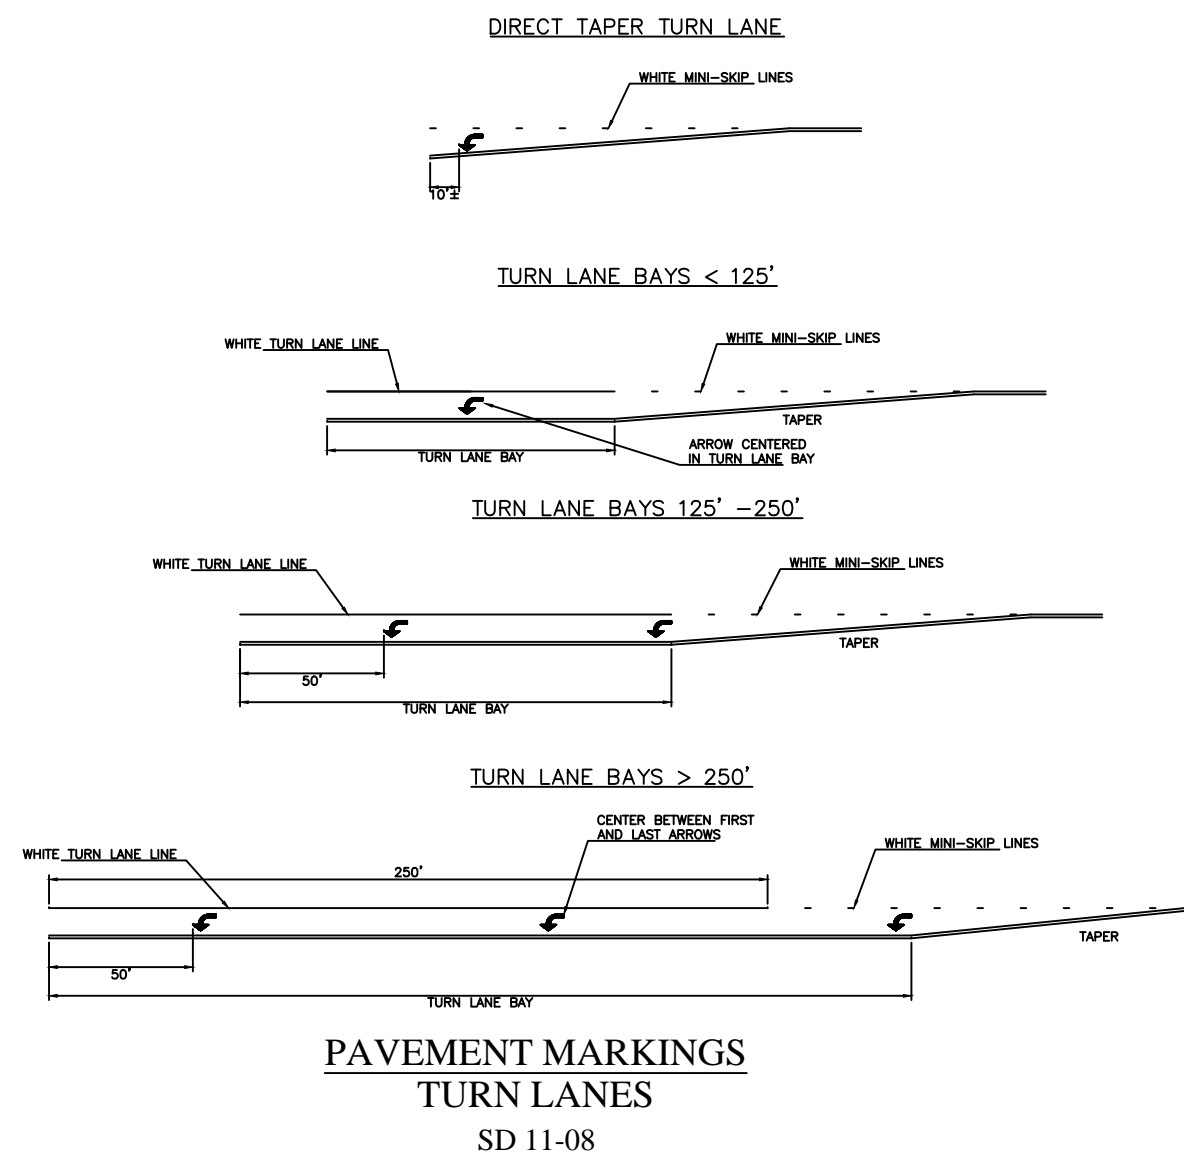 DIRECT TAPER TURN LANE
WHITE MINI-SKIP LINES
10'±
TURN LANE BAYS < 125'
WHITE TURN LANE LINE
WHITE MINI-SKIP LINES
TAPER
ARROW CENTERED
IN TURN LANE BAY
TURN LANE BAY
TURN LANE BAYS 125' -250'
WHITE TURN LANE LINE
WHITE MINI-SKIP LINES
TAPER
50'
TURN LANE BAY
TURN LANE BAYS > 250'
CENTER BETWEEN FIRST
AND LAST ARROWS
WHITE TURN LANE LINE
WHITE MINI-SKIP LINES
250'
TAPER
50'
TURN LANE BAY
PAVEMENT MARKINGS
TURN LANES
SD 11-08